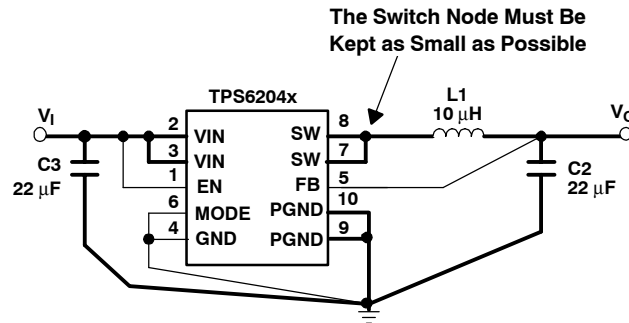 The Switch Node Must Be
Kept as Small as Possible
TPS6204x
L1
10 μH
VI
VO
C3
22 μF
C2
22 μF
2 VIN
3 VIN
1 EN
6 MODE
4 GND
SW 8
SW 7
FB 5
PGND 10
PGND 9